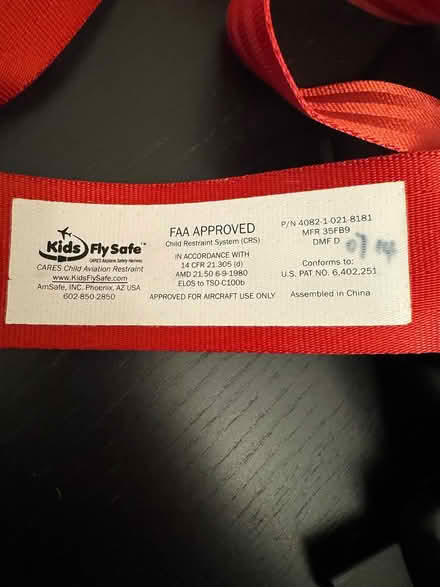 Kids Fly Safe™
CARES Airplane Safety Harness
CARES Child Aviation Restraint
www.KidsFlySafe.com
AmSafe, INC. Phoenix, AZ USA
602-850-2850
FAA APPROVED
Child Restraint System (CRS)
IN ACCORDANCE WITH
14 CFR 21.305 (d)
AMD 21.50 6-9-1980
ELOS to TSO-C100b
APPROVED FOR AIRCRAFT USE ONLY
P/N 4082-1-021-8181
MFR 35FB9
DMF D 07 14
Conforms to:
U.S. PAT NO. 6,402,251
Assembled in China